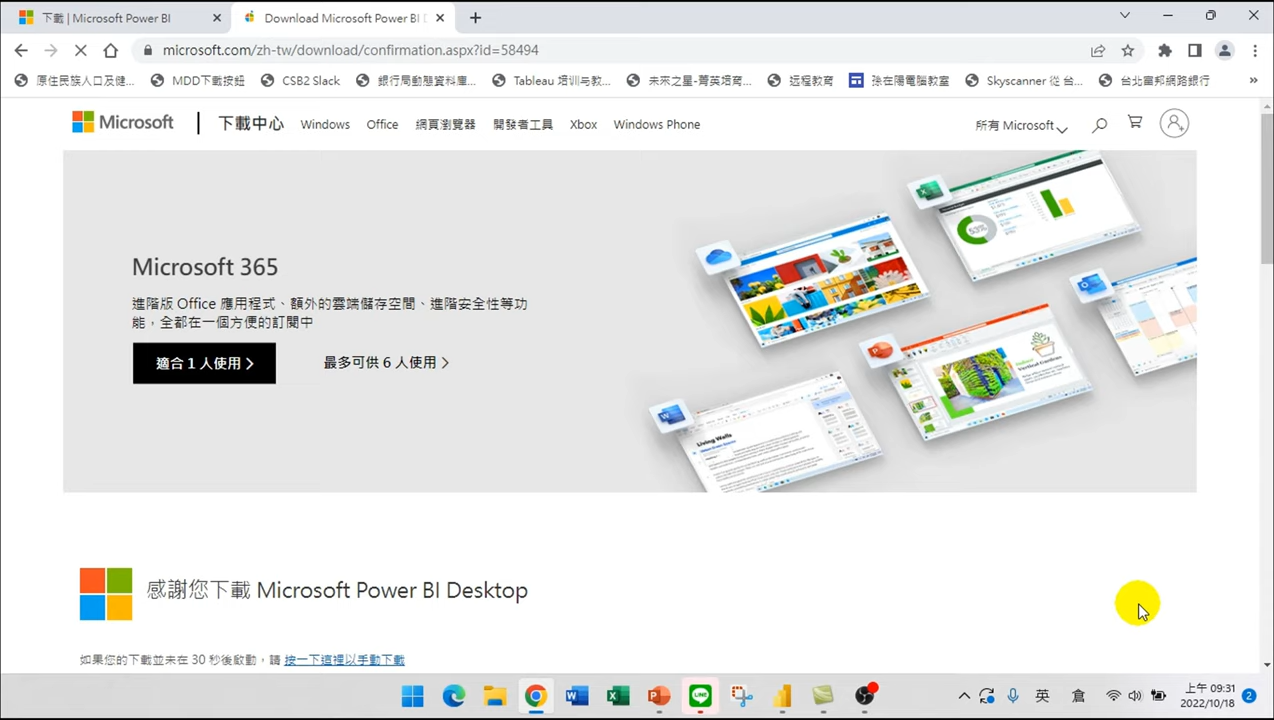 下載 | Microsoft Power BI
Download Microsoft Power BI D
microsoft.com/zh-tw/download/confirmation.aspx?id=58494
原住民族人口及健...
MDD下載按鈕
CSB2 Slack
銀行局動態資料庫...
Tableau 培训与教...
未來之星-菁英培育...
远程教育
孫在陽電腦教室
Skyscanner 從 台...
台北富邦網路銀行
Microsoft
下載中心
Windows
Office
網頁瀏覽器
開發者工具
Xbox
Windows Phone
所有 Microsoft
Microsoft 365
進階版 Office 應用程式、額外的雲端儲存空間、進階安全性等功
能，全都在一個方便的訂閱中
適合 1 人使用
最多可供 6 人使用
Living Walls
感謝您下載 Microsoft Power BI Desktop
如果您的下載並未在 30 秒後啟動，請 按一下這裡以手動下載
英
倉
上午 09:31
2022/10/18
2